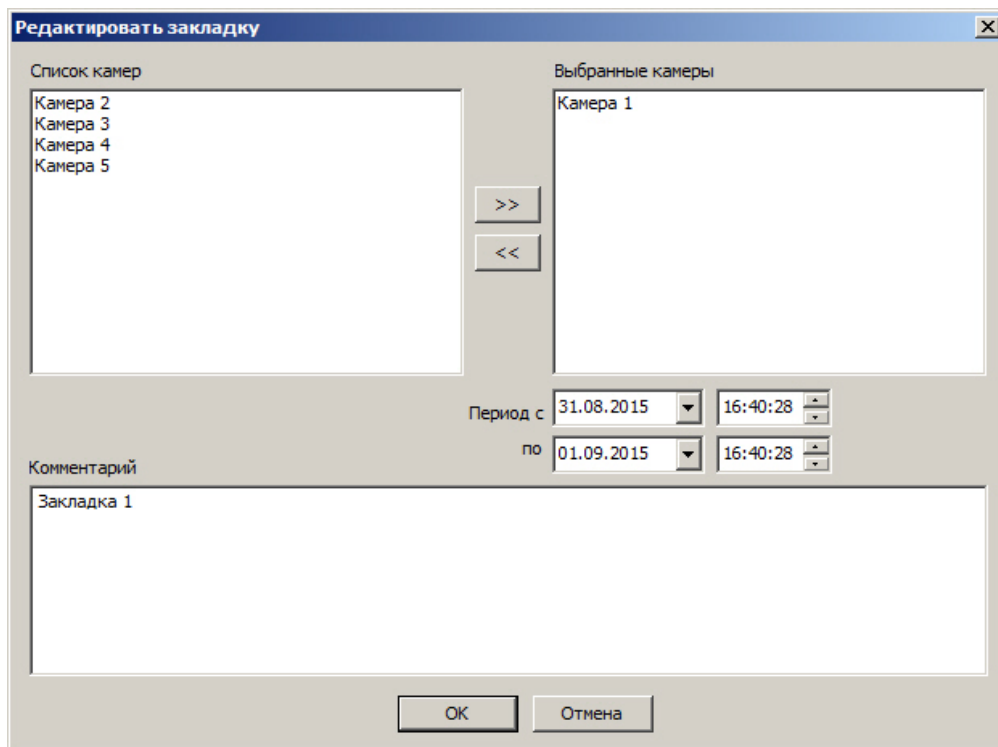 Редактировать закладку
Список камер
Выбранные камеры
Камера 2
Камера 3
Камера 4
Камера 5
Камера 1
>>
<<
Период с 31.08.2015 16:40:28
по 01.09.2015 16:40:28
Комментарий
Закладка 1
OK
Отмена